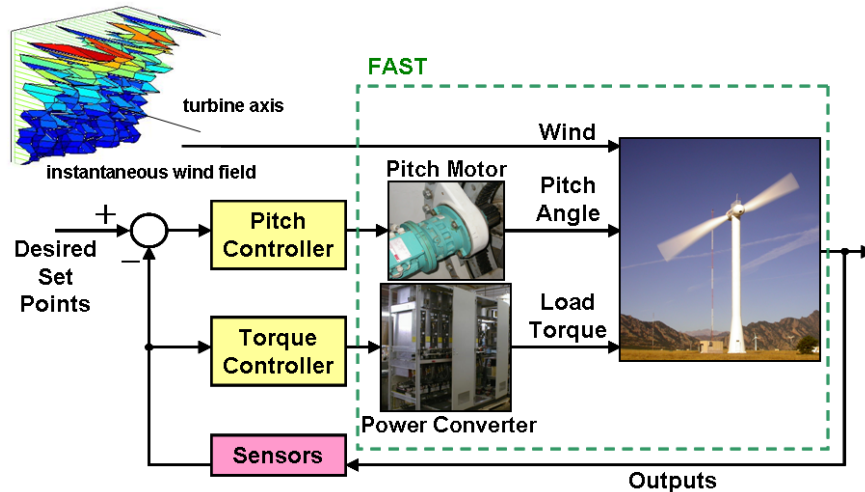 FAST
turbine axis
Wind
instantaneous wind field
Pitch Motor
+
Pitch
Controller
Pitch
Angle
Desired
Set
Points
−
Torque
Controller
Load
Torque
Power Converter
Sensors
Outputs